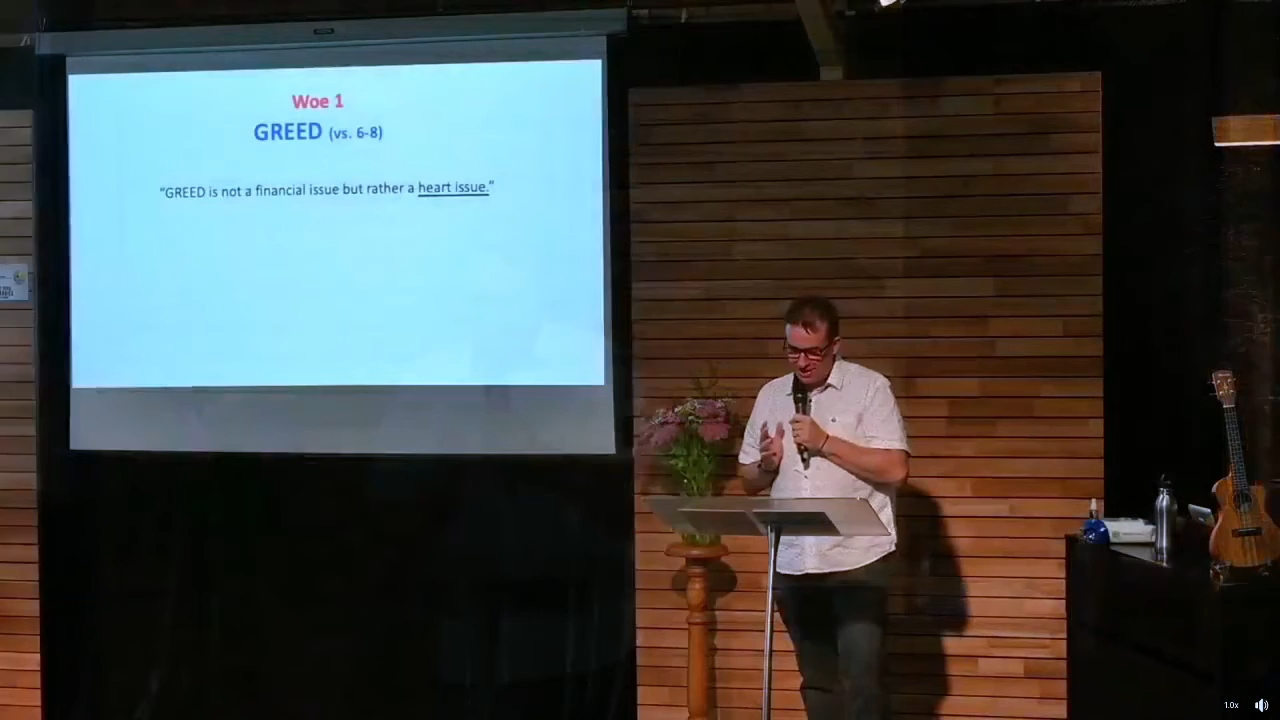 Woe 1
GREED (vs. 6-8)
“GREED is not a financial issue but rather a heart issue.”
1.0x